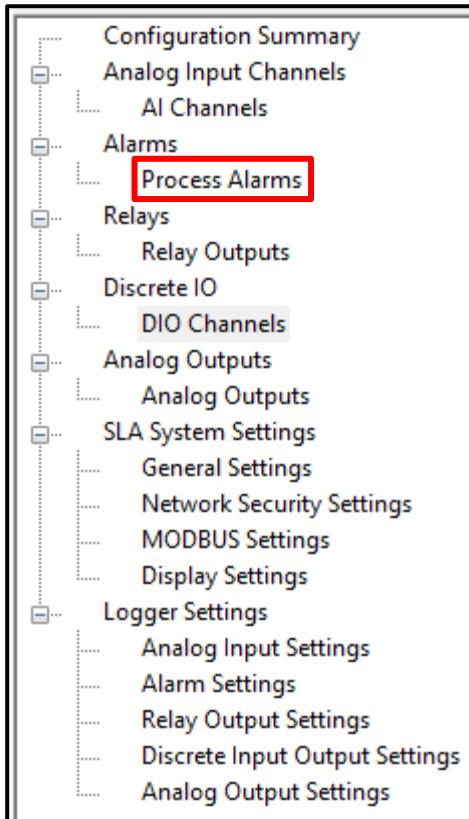 Configuration Summary
Analog Input Channels
AI Channels
Alarms
Process Alarms
Relays
Relay Outputs
Discrete IO
DIO Channels
Analog Outputs
Analog Outputs
SLA System Settings
General Settings
Network Security Settings
MODBUS Settings
Display Settings
Logger Settings
Analog Input Settings
Alarm Settings
Relay Output Settings
Discrete Input Output Settings
Analog Output Settings